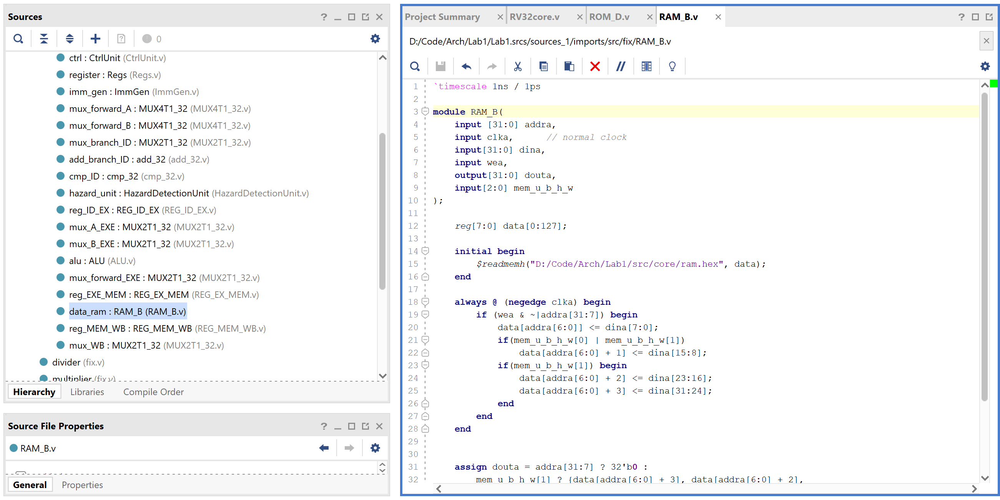 Sources
?
0
ctrl : CtrlUnit (CtrlUnit.v)
register : Regs (Regs.v)
imm_gen : ImmGen (ImmGen.v)
mux_forward_A : MUX4T1_32 (MUX4T1_32.v)
mux_forward_B : MUX4T1_32 (MUX4T1_32.v)
mux_branch_ID : MUX2T1_32 (MUX2T1_32.v)
add_branch_ID : add_32 (add_32.v)
cmp_ID : cmp_32 (cmp_32.v)
hazard_unit : HazardDetectionUnit (HazardDetectionUnit.v)
reg_ID_EX : REG_ID_EX (REG_ID_EX.v)
mux_A_EXE : MUX2T1_32 (MUX2T1_32.v)
mux_B_EXE : MUX2T1_32 (MUX2T1_32.v)
alu : ALU (ALU.v)
mux_forward_EXE : MUX2T1_32 (MUX2T1_32.v)
reg_EXE_MEM : REG_EX_MEM (REG_EX_MEM.v)
data_ram : RAM_B (RAM_B.v)
reg_MEM_WB : REG_MEM_WB (REG_MEM_WB.v)
mux_WB : MUX2T1_32 (MUX2T1_32.v)
divider (fix.v)
multiplier (fix.v)
Hierarchy Libraries Compile Order
Source File Properties
?
RAM_B.v
General Properties
Project Summary RV32core.v ROM_D.v RAM_B.v
?
D:/Code/Arch/Lab1/Lab1.srcs/sources_1/imports/src/fix/RAM_B.v
1 `timescale 1ns / 1ps
2
3 module RAM_B(
4 input [31:0] addra,
5 input clka, // normal clock
6 input[31:0] dina,
7 input wea,
8 output[31:0] douta,
9 input[2:0] mem_u_b_h_w
10 );
11
12 reg[7:0] data[0:127];
13
14 initial begin
15 $readmemh("D:/Code/Arch/Lab1/src/core/ram.hex", data);
16 end
17
18 always @ (negedge clka) begin
19 if (wea & ~|addra[31:7]) begin
20 data[addra[6:0]] <= dina[7:0];
21 if(mem_u_b_h_w[0] | mem_u_b_h_w[1])
22 data[addra[6:0] + 1] <= dina[15:8];
23 if(mem_u_b_h_w[1]) begin
24 data[addra[6:0] + 2] <= dina[23:16];
25 data[addra[6:0] + 3] <= dina[31:24];
26 end
27 end
28 end
29
30
31 assign douta = addra[31:7] ? 32'b0 :
32 mem_u_b_h_w[1] ? {data[addra[6:0] + 3], data[addra[6:0] + 2],